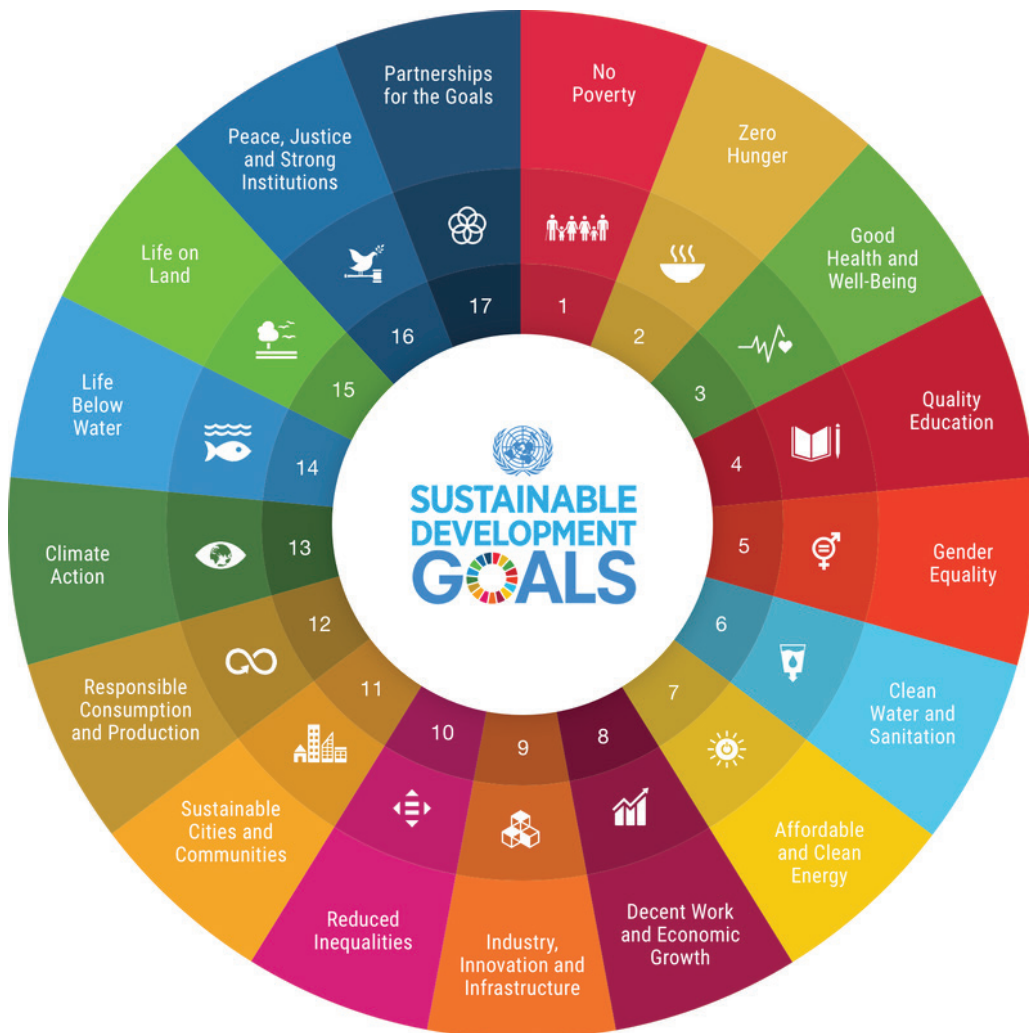 No
Poverty
1
Zero
Hunger
2
Good
Health and
Well-Being
3
Quality
Education
4
Gender
Equality
5
Clean
Water and
Sanitation
6
Affordable
and Clean
Energy
7
Decent Work
and Economic
Growth
8
Industry,
Innovation and
Infrastructure
9
Reduced
Inequalities
10
Sustainable
Cities and
Communities
11
Responsible
Consumption
and Production
12
Climate
Action
13
Life
Below
Water
14
Life on
Land
15
Peace, Justice
and Strong
Institutions
16
Partnerships
for the Goals
17
SUSTAINABLE
DEVELOPMENT
GOALS